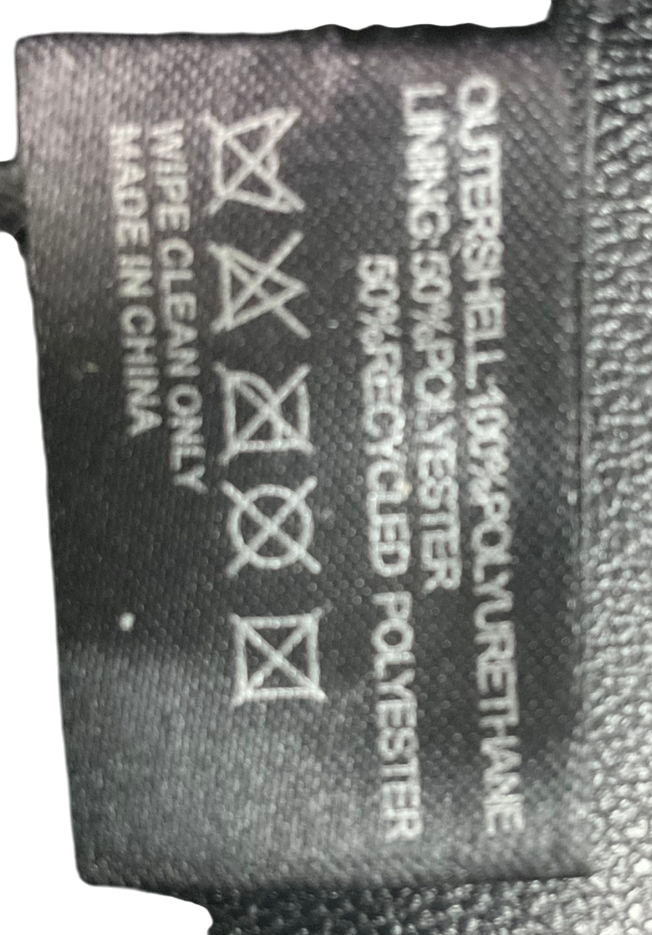 OUTERSHELL:100%POLYURETHANE
LINING:50%POLYESTER
50%RECYCLED POLYESTER
WIPE CLEAN ONLY
MADE IN CHINA